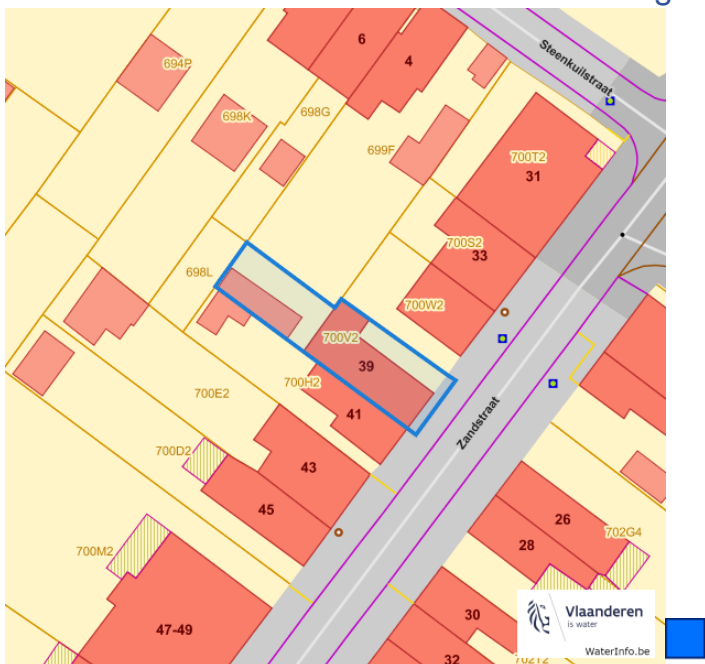 6
4
Steenkuilstraat
694P
698K
698G
699F
700T2
31
700S2
33
698L
700W2
700V2
39
700H2
41
700E2
Zandstraat
43
700D2
45
26
28
702G4
700M2
47-49
30
32
702T2
Vlaanderen
is water
WaterInfo.be